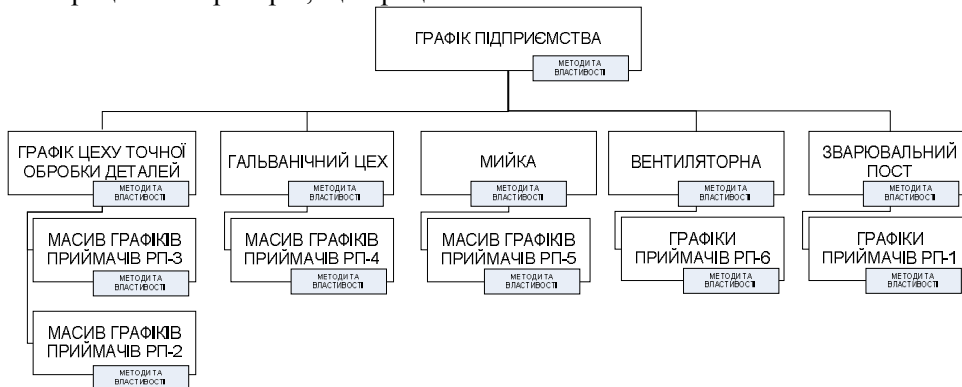 ГРАФІК ПІДПРИЄМСТВА
МЕТОДИ ТА
ВЛАСТИВОСТІ
ГРАФІК ЦЕХУ ТОЧНОЇ
ОБРОБКИ ДЕТАЛЕЙ
МЕТОДИ ТА
ВЛАСТИВОСТІ
ГАЛЬВАНІЧНИЙ ЦЕХ
МЕТОДИ ТА
ВЛАСТИВОСТІ
МИЙКА
МЕТОДИ ТА
ВЛАСТИВОСТІ
ВЕНТИЛЯТОРНА
МЕТОДИ ТА
ВЛАСТИВОСТІ
ЗВАРЮВАЛЬНИЙ
ПОСТ
МЕТОДИ ТА
ВЛАСТИВОСТІ
МАСИВ ГРАФІКІВ
ПРИЙМАЧІВ РП-3
МЕТОДИ ТА
ВЛАСТИВОСТІ
МАСИВ ГРАФІКІВ
ПРИЙМАЧІВ РП-4
МЕТОДИ ТА
ВЛАСТИВОСТІ
МАСИВ ГРАФІКІВ
ПРИЙМАЧІВ РП-5
МЕТОДИ ТА
ВЛАСТИВОСТІ
ГРАФІКИ
ПРИЙМАЧІВ РП-6
МЕТОДИ ТА
ВЛАСТИВОСТІ
ГРАФІКИ
ПРИЙМАЧІВ РП-1
МЕТОДИ ТА
ВЛАСТИВОСТІ
МАСИВ ГРАФІКІВ
ПРИЙМАЧІВ РП-2
МЕТОДИ ТА
ВЛАСТИВОСТІ